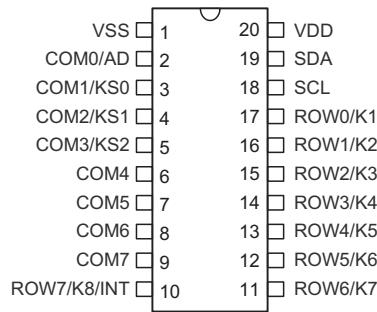 VSS 1 20 VDD
COM0/AD 2 19 SDA
COM1/KS0 3 18 SCL
COM2/KS1 4 17 ROW0/K1
COM3/KS2 5 16 ROW1/K2
COM4 6 15 ROW2/K3
COM5 7 14 ROW3/K4
COM6 8 13 ROW4/K5
COM7 9 12 ROW5/K6
ROW7/K8/INT 10 11 ROW6/K7